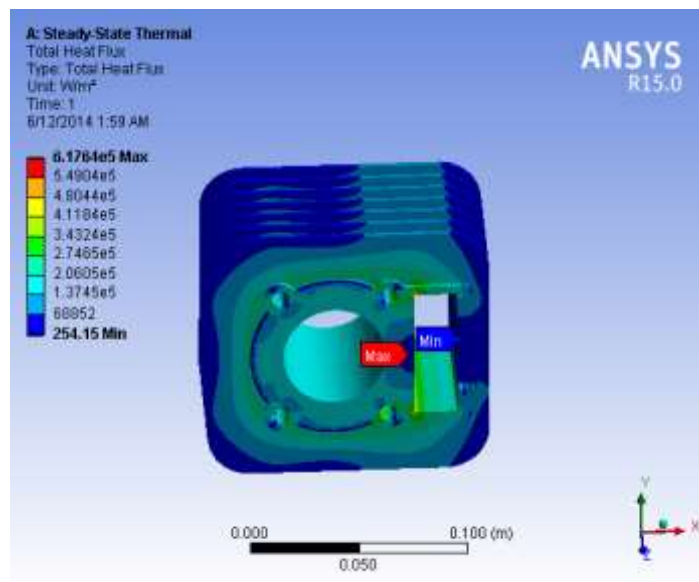 A: Steady-State Thermal
Total Heat Flux
Type: Total Heat Flux
Unit: W/m²
Time: 1
6/12/2014 1:59 AM
ANSYS
R15.0
6.1764e5 Max
5.4904e5
4.8044e5
4.1184e5
3.4324e5
2.7465e5
2.0605e5
1.3745e5
68852
254.15 Min
Max
Min
0.000
0.100 (m)
0.050
Y
X
Z